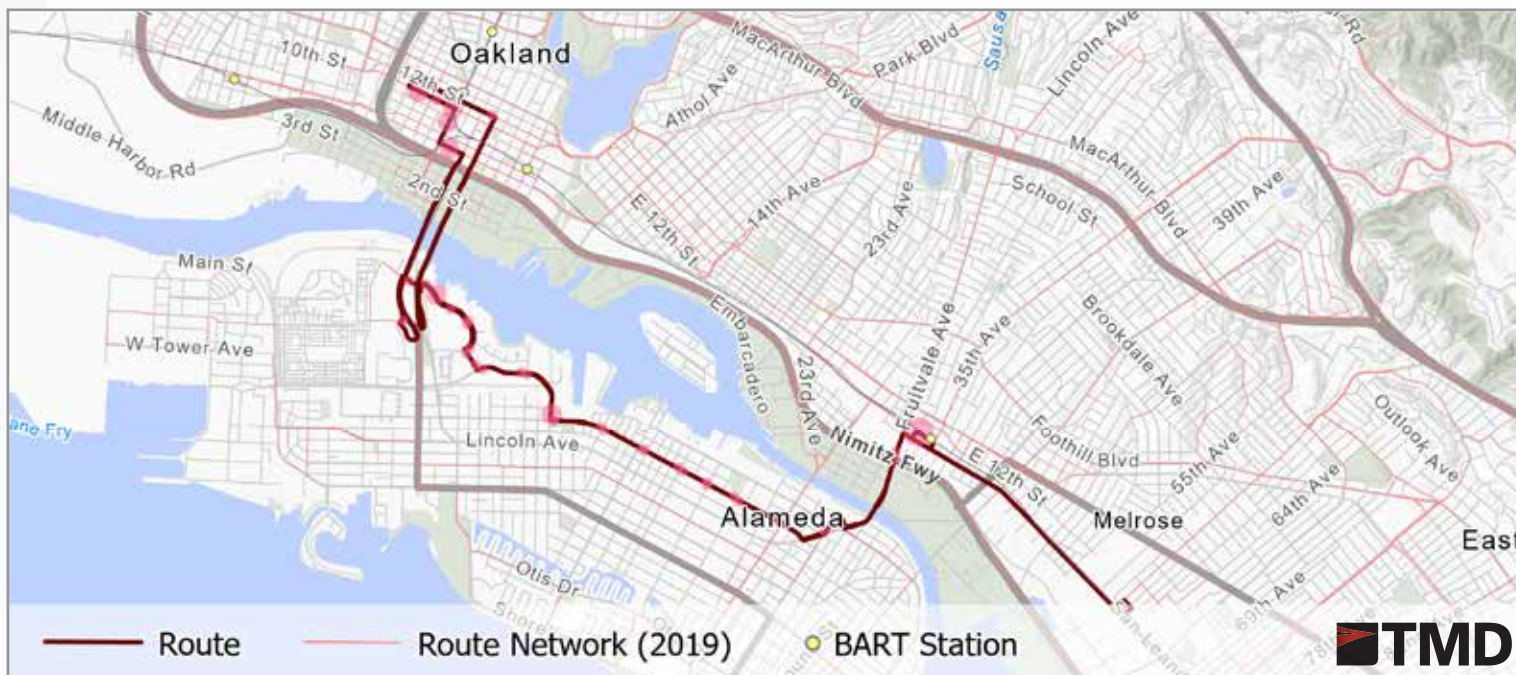 Oakland
10th St
12th St
3rd St
Middle Harbor Rd
2nd St
Athol Ave
MacArthur Blvd
Park Blvd
Lincoln Ave
MacArthur Blvd
School St
39th Ave
14th Ave
23rd Ave
E 12th St
Main St
W Tower Ave
Embarcadero
23rd Ave
Fruitvale Ave
35th Ave
Brookdale Ave
Outlook Ave
Lincoln Ave
Nimitz Fwy
Foothill Blvd
E 12th St
55th Ave
64th Ave
Alameda
Melrose
East
Otis Dr
69th Ave
Route
Route Network (2019)
BART Station
TMD